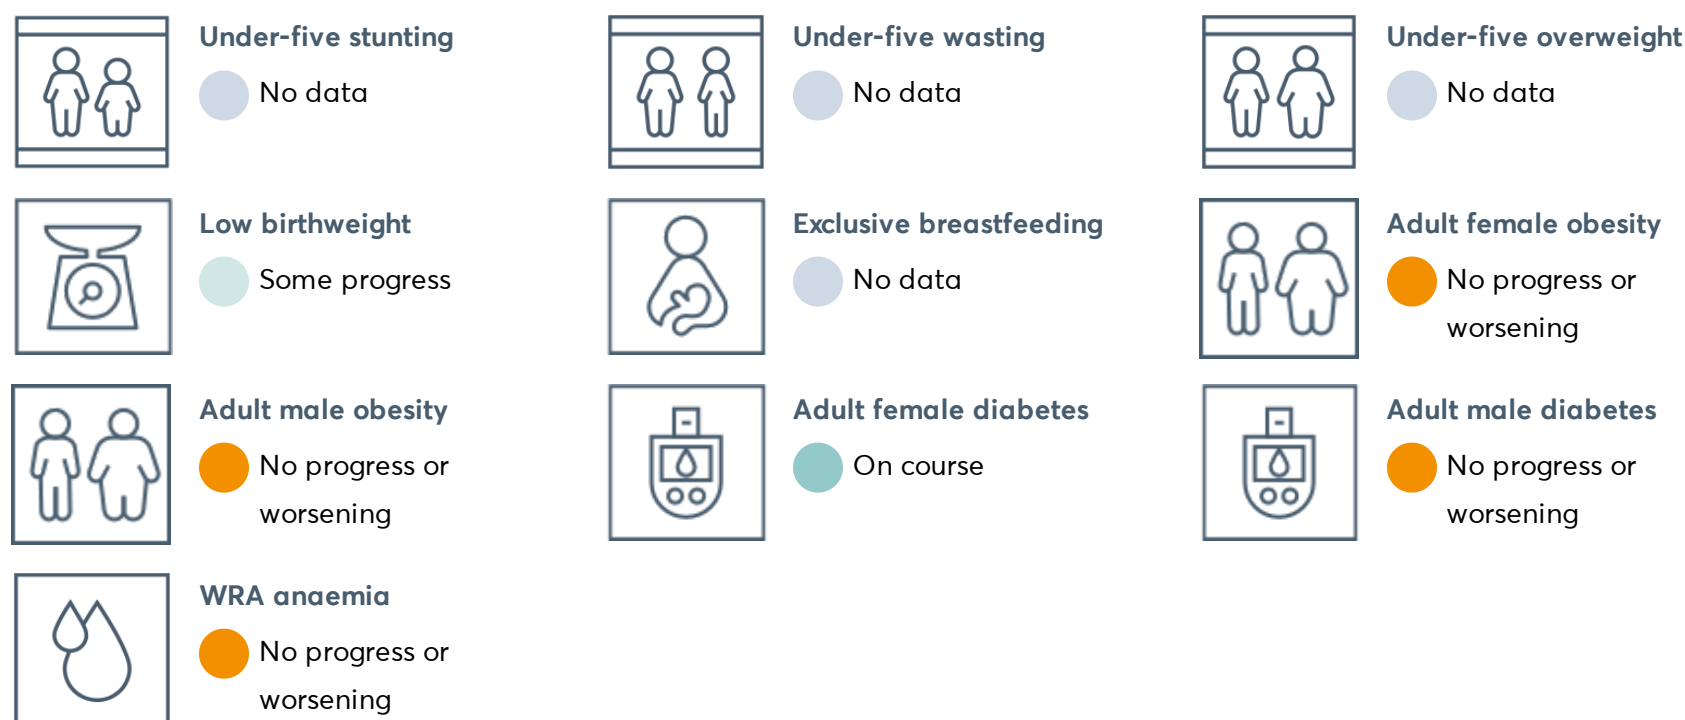 Under-five stunting
No data
Under-five wasting
No data
Under-five overweight
No data
Low birthweight
Some progress
Exclusive breastfeeding
No data
Adult female obesity
No progress or
worsening
Adult male obesity
No progress or
worsening
Adult female diabetes
On course
Adult male diabetes
No progress or
worsening
WRA anaemia
No progress or
worsening